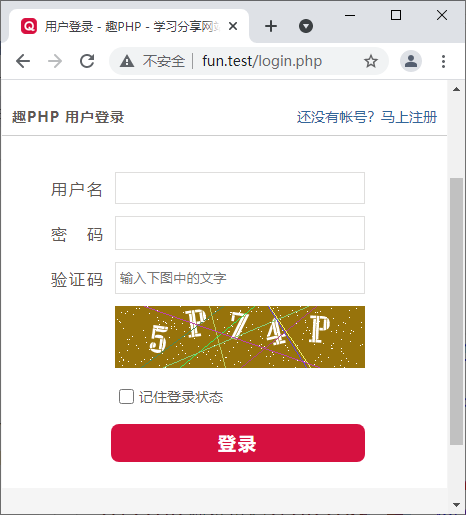 用户登录 - 趣PHP - 学习分享网站
不安全 | fun.test/login.php
趣PHP 用户登录
还没有帐号? 马上注册
用户名
密 码
验证码
输入下图中的文字
5P74P
记住登录状态
登录